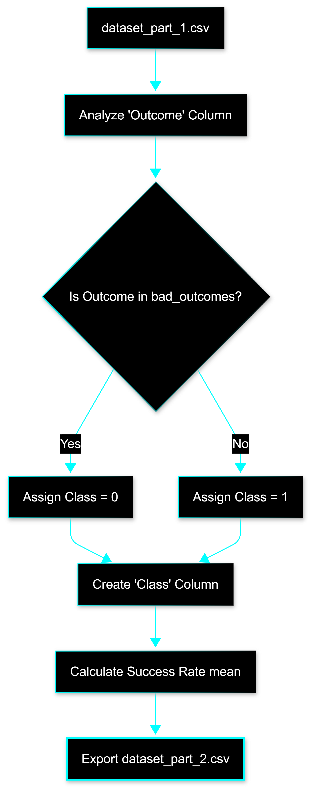 dataset_part_1.csv
Analyze 'Outcome' Column
Is Outcome in bad_outcomes?
Yes
No
Assign Class = 0
Assign Class = 1
Create 'Class' Column
Calculate Success Rate mean
Export dataset_part_2.csv